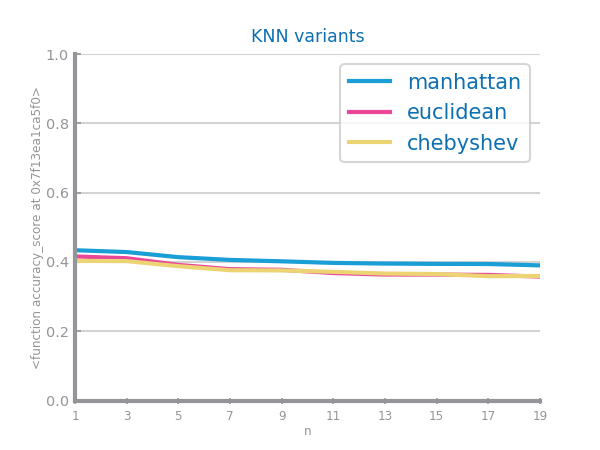 KNN variants
manhattan
euclidean
chebyshev
<function accuracy_score at 0x7f13ea1ca5f0>
1.0
0.8
0.6
0.4
0.2
0.0
1 3 5 7 9 11 13 15 17 19
n